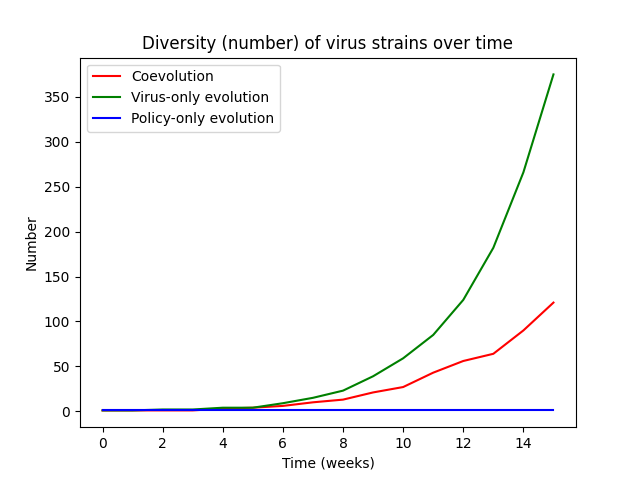 Diversity (number) of virus strains over time
Coevolution
Virus-only evolution
Policy-only evolution
350
300
250
200
150
100
50
0
Number
0 2 4 6 8 10 12 14
Time (weeks)